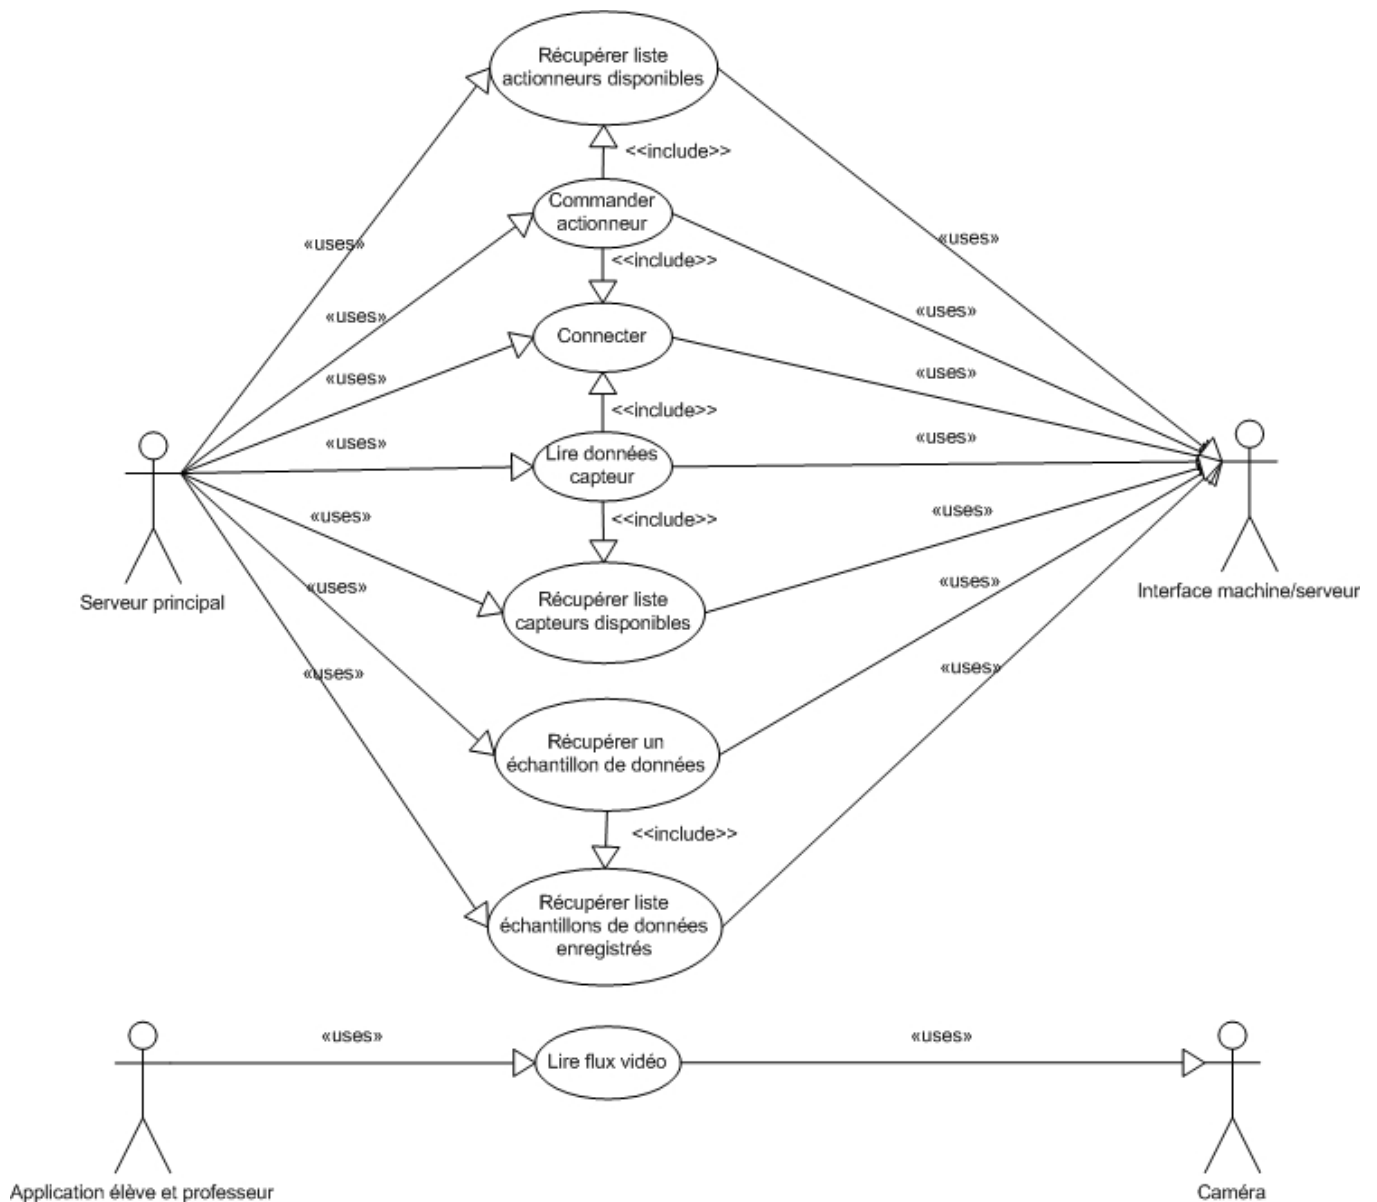 Récupérer liste
actionneurs disponibles
<<include>>
Commander
actionneur
«uses»
«uses»
<<include>>
«uses»
«uses»
Connecter
«uses»
«uses»
<<include>>
«uses»
«uses»
Lire données
capteur
«uses»
<<include>>
«uses»
«uses»
«uses»
Récupérer liste
capteurs disponibles
«uses»
Serveur principal
Interface machine/serveur
«uses»
«uses»
Récupérer un
échantillon de données
<<include>>
Récupérer liste
échantillons de données
enregistrés
«uses»
Lire flux vidéo
«uses»
Application élève et professeur
Caméra